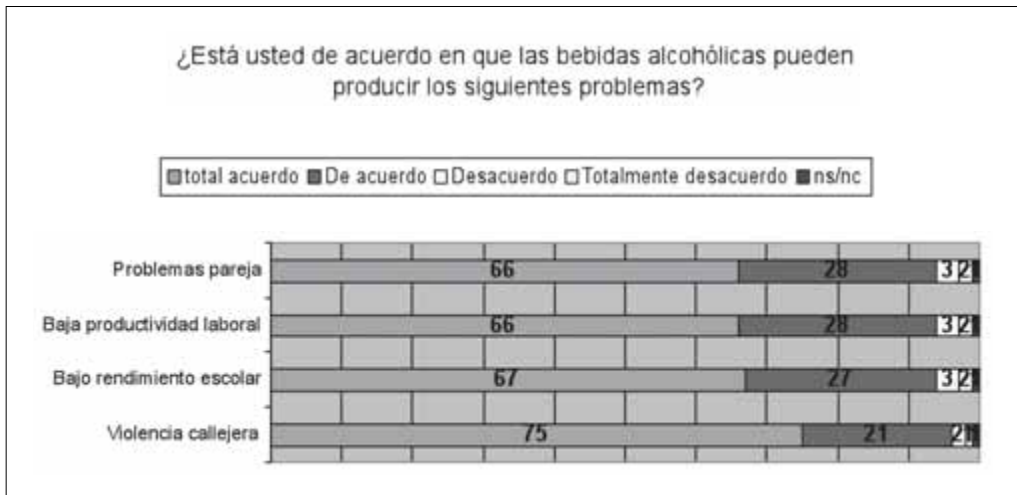 ¿Está usted de acuerdo en que las bebidas alcohólicas pueden
producir los siguientes problemas?
total acuerdo De acuerdo Desacuerdo Totalmente desacuerdo ns/nc
Problemas pareja 66 28 3 2
Baja productividad laboral 66 28 3 2
Bajo rendimiento escolar 67 27 3 2
Violencia callejera 75 21 2